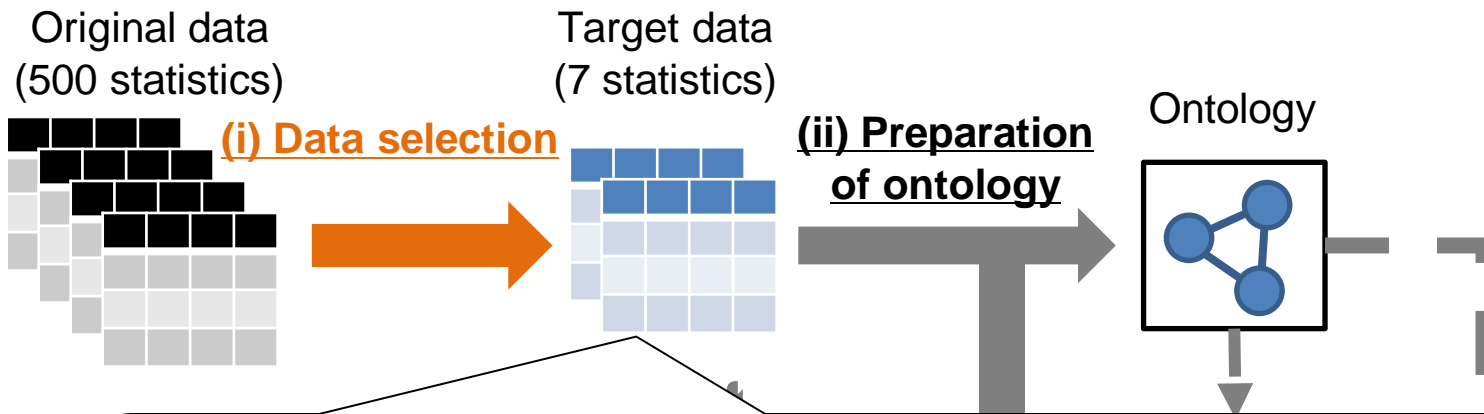 Original data
(500 statistics)
Target data
(7 statistics)
(i) Data selection
(ii) Preparation
of ontology
Ontology